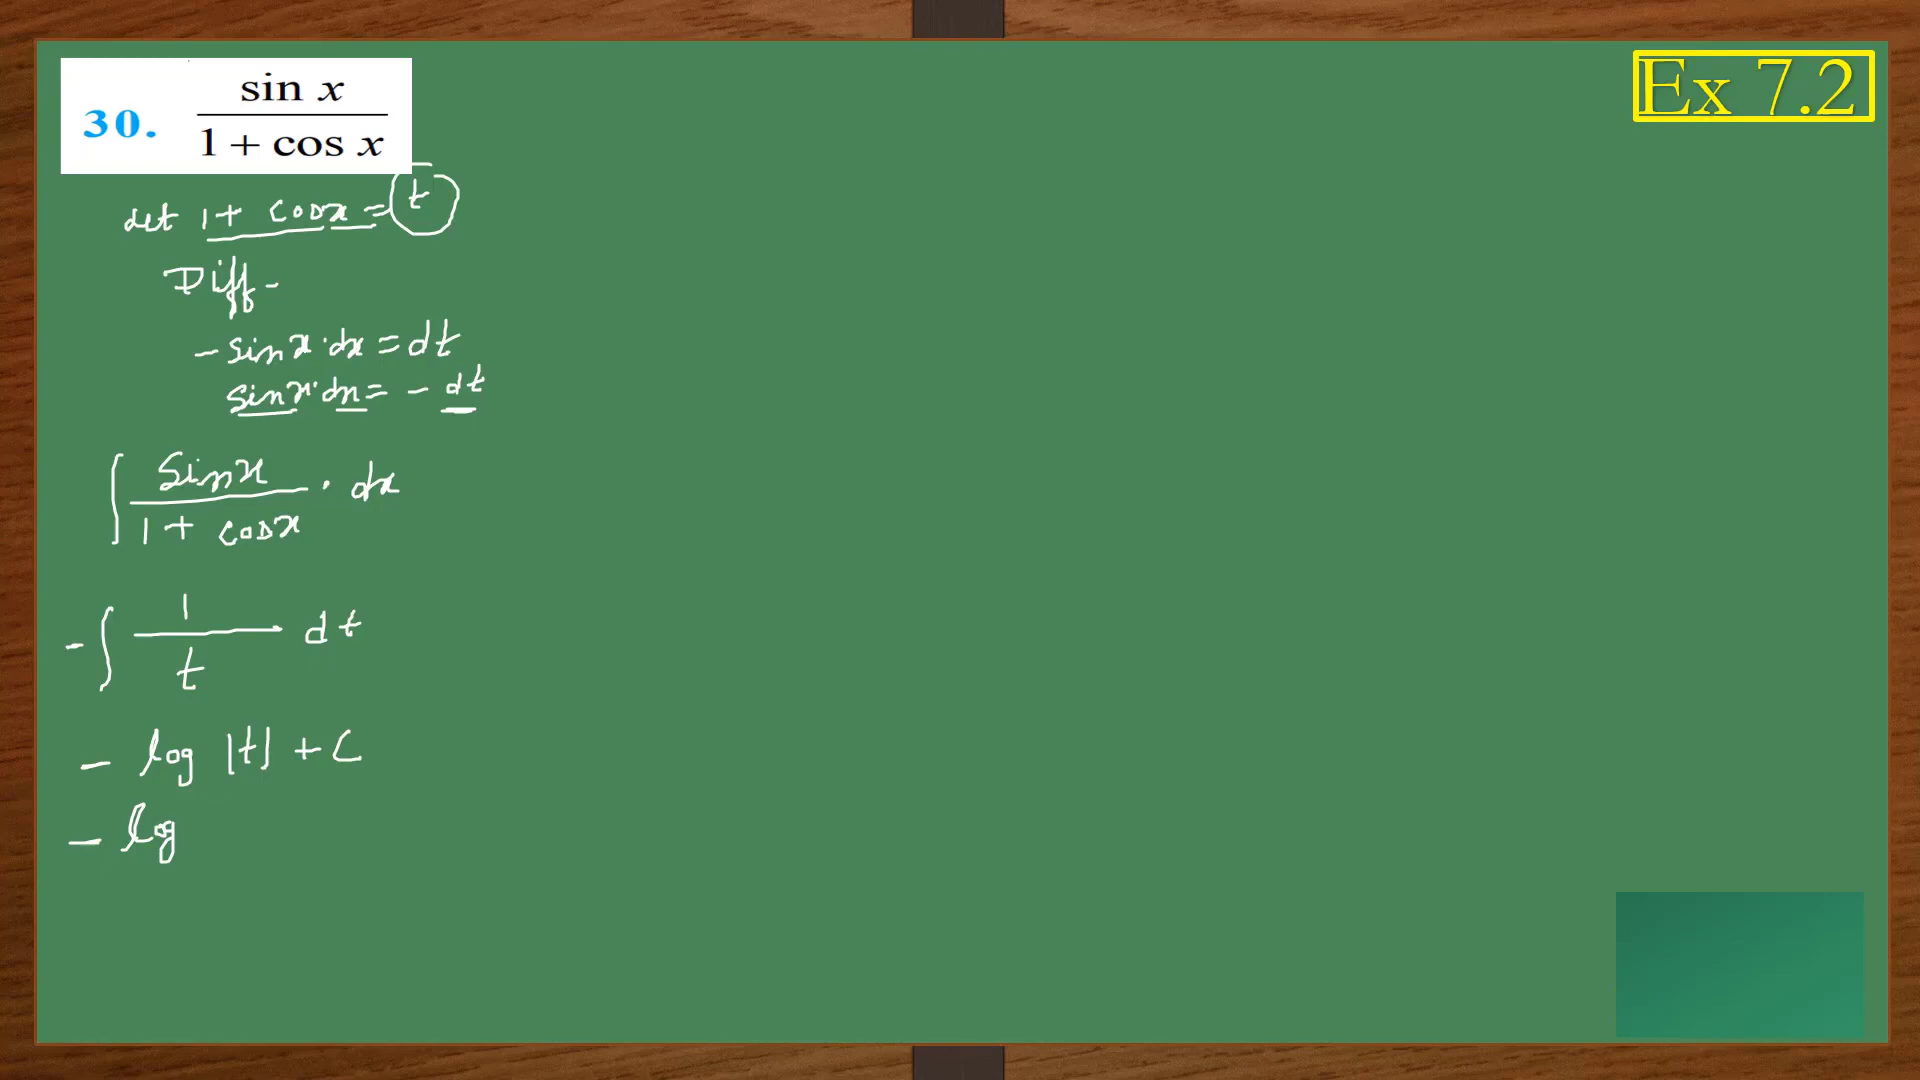 Ex 7.2
30. sin x / 1 + cos x
let 1 + cosx = t
Diff -
- sinx · dx = dt
sinx · dx = - dt
∫ sinx / 1 + cosx · dx
- ∫ 1 / t dt
- log |t| + C
- log